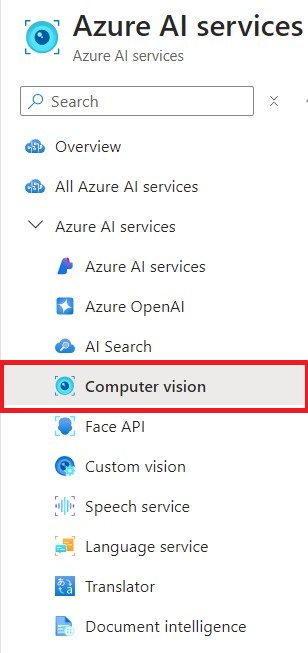 Azure AI services
Azure AI services
Search
Overview
All Azure AI services
Azure AI services
Azure AI services
Azure OpenAI
AI Search
Computer vision
Face API
Custom vision
Speech service
Language service
Translator
Document intelligence